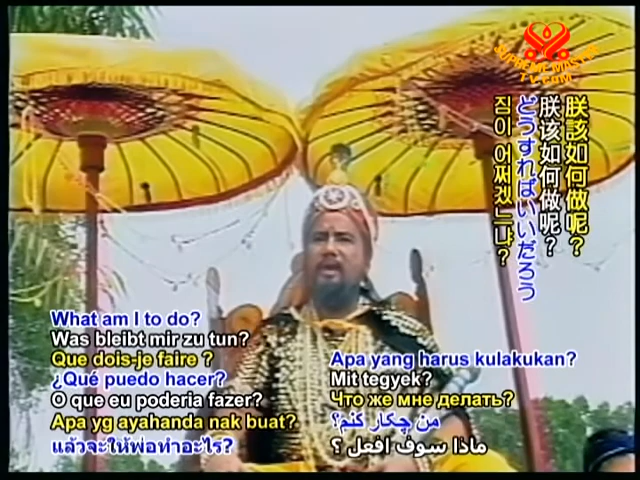 SUPREME MASTER
TV.COM
朕該如何做呢？
朕该如何做呢？
どうすればいいだろう
짐이 어쩌겠느냐?
What am I to do?
Was bleibt mir zu tun?
Que dois-je faire ?
¿Qué puedo hacer?
O que eu poderia fazer?
Apa yg ayahanda nak buat?
แล้วจะให้พ่อทำอะไร?
Apa yang harus kulakukan?
Mit tegyek?
Что же мне делать?
من چکار کنم؟
ماذا سوف افعل ؟